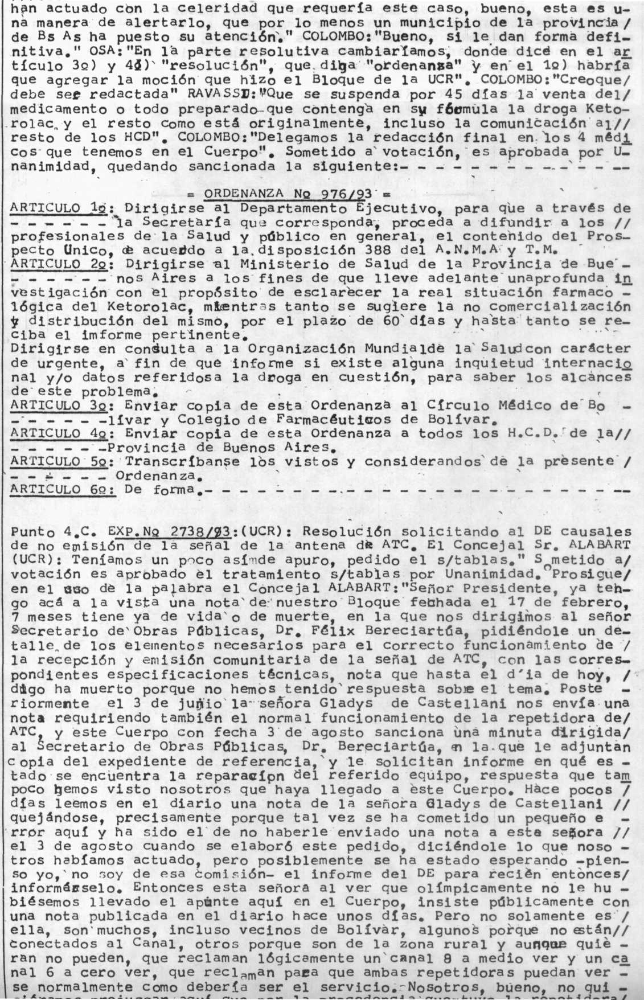 han actuado con la celeridad que requería este caso, bueno, esta es u-
na manera de alertarlo, que por lo menos un municipio de la provincia /
de Bs As ha puesto su atención." COLOMBO:"Bueno, si le dan forma defi-
nitiva." OSA:"En la parte resolutiva cambiaríamos, donde dice en el ar
tículo 3º) y 4º) "resolución", que diga "ordenanza" y en el 1º) habría
que agregar la moción que hizo el Bloque de la UCR". COLOMBO:"Creoque/
debe ser redactada" RAVASSI:"Que se suspenda por 45 días la venta del/
medicamento o todo preparado que contenga en su fórmula la droga Keto-
rolac, y el resto como está originalmente, incluso la comunicación al//
resto de los HCD". COLOMBO:"Delegamos la redacción final en los 4 médi
cos que tenemos en el Cuerpo". Sometido a votación, es aprobada por U-
nanimidad, quedando sancionada la siguiente:- - - - - - - - - - - - - --
= ORDENANZA Nº 976/93 =
ARTICULO 1º: Dirigirse al Departamento Ejecutivo, para que a través de
- - - - - - la Secretaría que corresponda, proceda a difundir a los //
profesionales de la Salud y público en general, el contenido del Pros-
pecto Unico, de acuerdo a la disposición 388 del A.N.M.A y T.M.
ARTICULO 2º: Dirigirse al Ministerio de Salud de la Provincia de Bue -
- - - - - - nos Aires a los fines de que lleve adelante unaprofunda in
vestigación con el propósito de esclarecer la real situación farmaco -
lógica del Ketorolac, mientras tanto se sugiere la no comercialización
y distribución del mismo, por el plazo de 60 días y hasta tanto se re-
ciba el imforme pertinente.
Dirigirse en consulta a la Organización Mundialde la Saludcon carácter
de urgente, a fin de que informe si existe alguna inquietud internacio
nal y/o datos referidosa la droga en cuestión, para saber los alcances
de este problema.
ARTICULO 3º: Enviar copia de esta Ordenanza al Círculo Médico de Bo -
- - - - - -lívar y Colegio de Farmacéuticos de Bolívar.
ARTICULO 4º: Enviar copia de esta Ordenanza a todos los H.C.D. de la//
- - - - - -Provincia de Buenos Aires.
ARTICULO 5º: Transcríbanse los vistos y considerandos de la presente /
- - - - - - Ordenanza.
ARTICULO 6º: De forma.- - - - - - - - - - - - - - - - - - - - - - - - --
Punto 4.C. EXP.Nº 2738/93:(UCR): Resolución solicitando al DE causales
de no emisión de la señal de la antena de ATC. El Concejal Sr. ALABART
(UCR): Teníamos un poco asímde apuro, pedido el s/tablas." Sometido a/
votación es aprobado el tratamiento s/tablas por Unanimidad. Prosigue/
en el uso de la palabra el Concejal ALABART:"Señor Presidente, ya ten-
go acá a la vista una nota de nuestro Bloque fechada el 17 de febrero,
7 meses tiene ya de vida o de muerte, en la que nos dirigimos al señor
Secretario de Obras Públicas, Dr. Félix Bereciartúa, pidiéndole un de-
talle de los elementos necesarios para el correcto funcionamiento de /
la recepción y emisión comunitaria de la señal de ATC, con las corres-
pondientes especificaciones técnicas, nota que hasta el d´ia de hoy, /
digo ha muerto porque no hemos tenido respuesta sobre el tema. Poste -
riormente el 3 de junio la señora Gladys de Castellani nos envía una
nota requiriendo también el normal funcionamiento de la repetidora de/
ATC, y este Cuerpo con fecha 3 de agosto sanciona una minuta dirigida/
al Secretario de Obras Públicas, Dr. Bereciartúa, en la que le adjuntan
copia del expediente de referencia, y le solicitan informe en qué es -
tado se encuentra la reparacipn del referido equipo, respuesta que tam
poco hemos visto nosotros que haya llegado a este Cuerpo. Hace pocos /
días leemos en el diario una nota de la señora Gladys de Castellani //
quejándose, precisamente porque tal vez se ha cometido un pequeño e -
rror aquí y ha sido el de no haberle enviado una nota a esta señora //
el 3 de agosto cuando se elaboró este pedido, diciéndole lo que noso -
tros habíamos actuado, pero posiblemente se ha estado esperando -pien-
so yo, no soy de esa comisión- el informe del DE para recién entonces/
informárselo. Entonces esta señora al ver que olímpicamente no le hu -
biésemos llevado el apunte aquí en el Cuerpo, insiste públicamente con
una nota publicada en el diario hace unos días. Pero no solamente es /
ella, son muchos, incluso vecinos de Bolívar, algunos porque no están//
conectados al Canal, otros porque son de la zona rural y aunque quie -
ran no pueden, que reclaman lógicamente un canal 8 a medio ver y un ca
nal 6 a cero ver, que reclaman para que ambas repetidoras puedan ver -
se normalmente como debería ser el servicio. Nosotros, bueno, no qui -